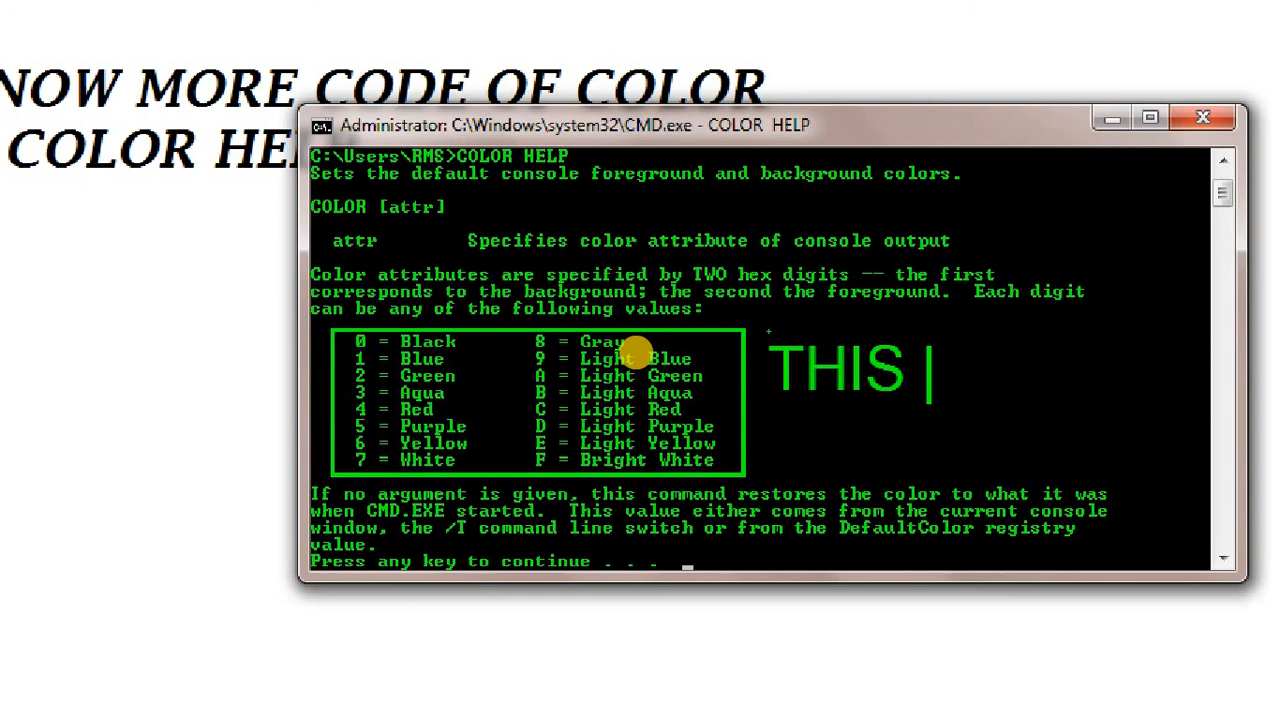 NOW MORE CODE OF COLOR
COLOR HE
Administrator: C:\Windows\system32\CMD.exe - COLOR HELP
C:\Users\RMS>COLOR HELP
Sets the default console foreground and background colors.
COLOR [attr]
attr Specifies color attribute of console output
Color attributes are specified by TWO hex digits -- the first
corresponds to the background; the second the foreground. Each digit
can be any of the following values:
0 = Black 8 = Gray
1 = Blue 9 = Light Blue
2 = Green A = Light Green
3 = Aqua B = Light Aqua
4 = Red C = Light Red
5 = Purple D = Light Purple
6 = Yellow E = Light Yellow
7 = White F = Bright White
THIS |
If no argument is given, this command restores the color to what it was
when CMD.EXE started. This value either comes from the current console
window, the /T command line switch or from the DefaultColor registry
value.
Press any key to continue . . .